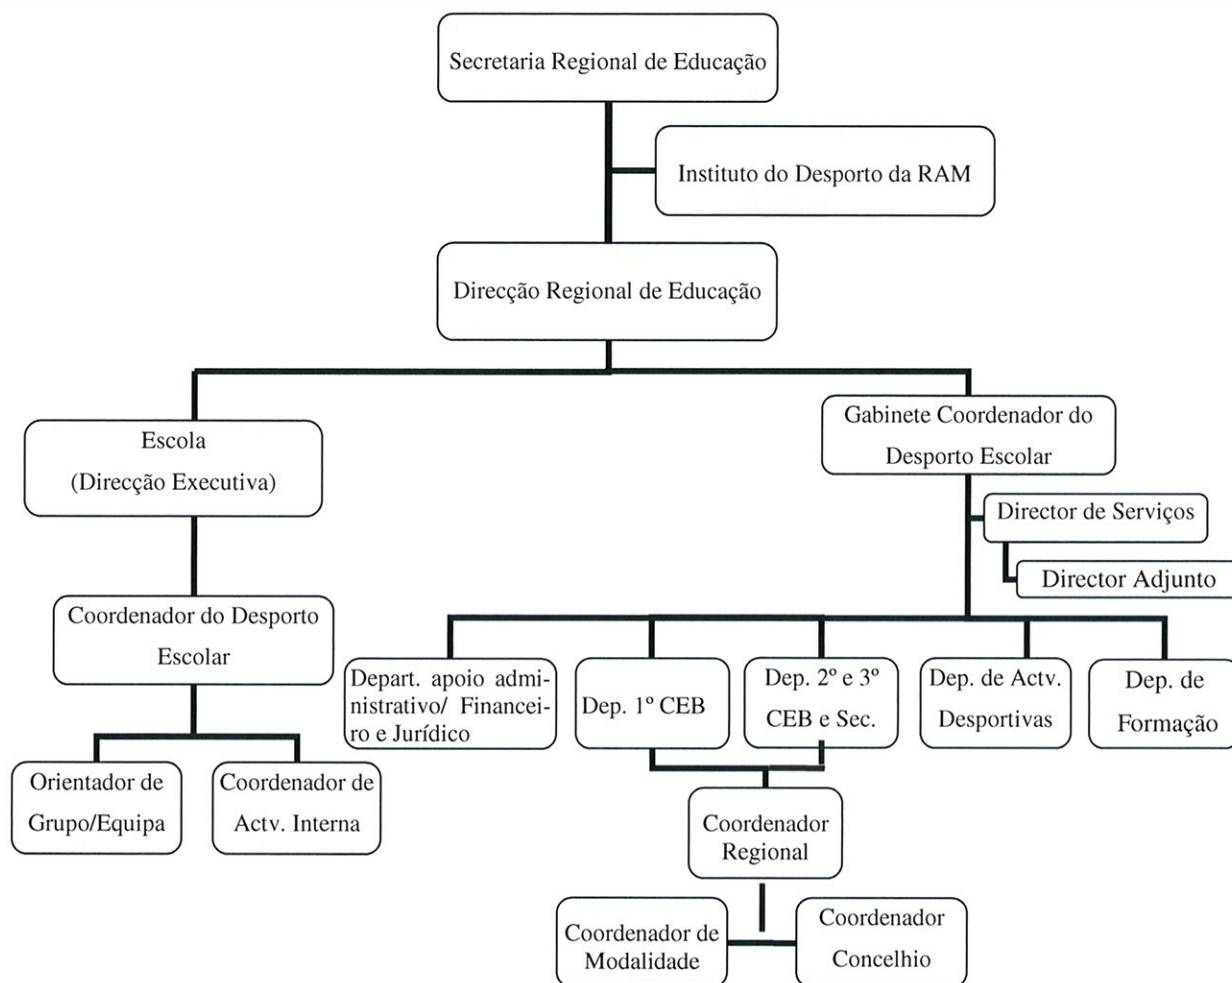 Secretaria Regional de Educação
Instituto do Desporto da RAM
Direcção Regional de Educação
Escola
(Direcção Executiva)
Gabinete Coordenador do
Desporto Escolar
Director de Serviços
Director Adjunto
Coordenador do Desporto
Escolar
Depart. apoio admi-
nistrativo/ Financei-
ro e Jurídico
Dep. 1º CEB
Dep. 2º e 3º
CEB e Sec.
Dep. de Actv.
Desportivas
Dep. de
Formação
Orientador de
Grupo/Equipa
Coordenador de
Actv. Interna
Coordenador
Regional
Coordenador de
Modalidade
Coordenador
Concelhio